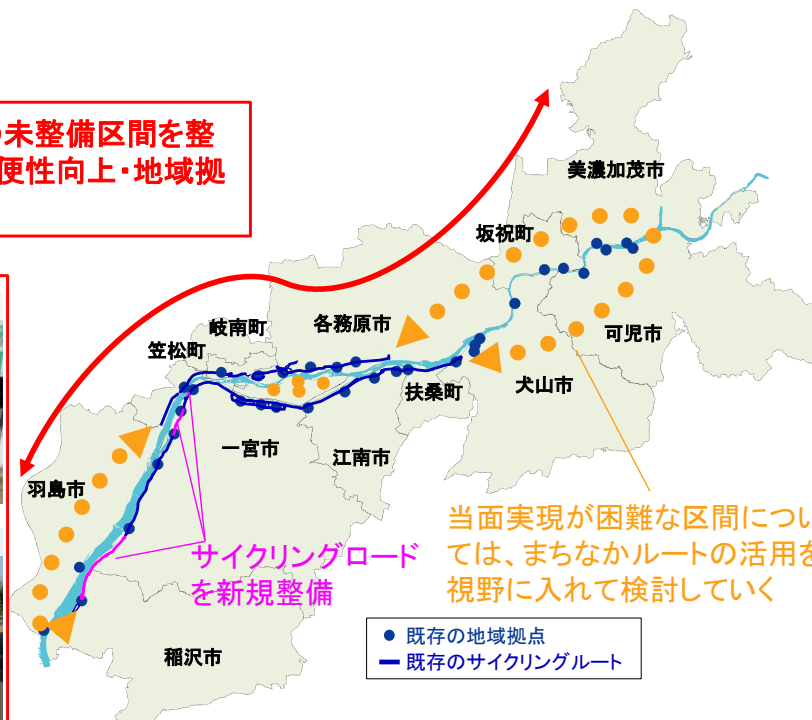 の未整備区間を整
便性向上・地域拠
美濃加茂市
坂祝町
各務原市
岐南町
笠松町
可児市
犬山市
扶桑町
一宮市
江南市
羽島市
サイクリングロード
を新規整備
当面実現が困難な区間につい
ては、まちなかルートの活用を
視野に入れて検討していく
稲沢市
既存の地域拠点
既存のサイクリングルート